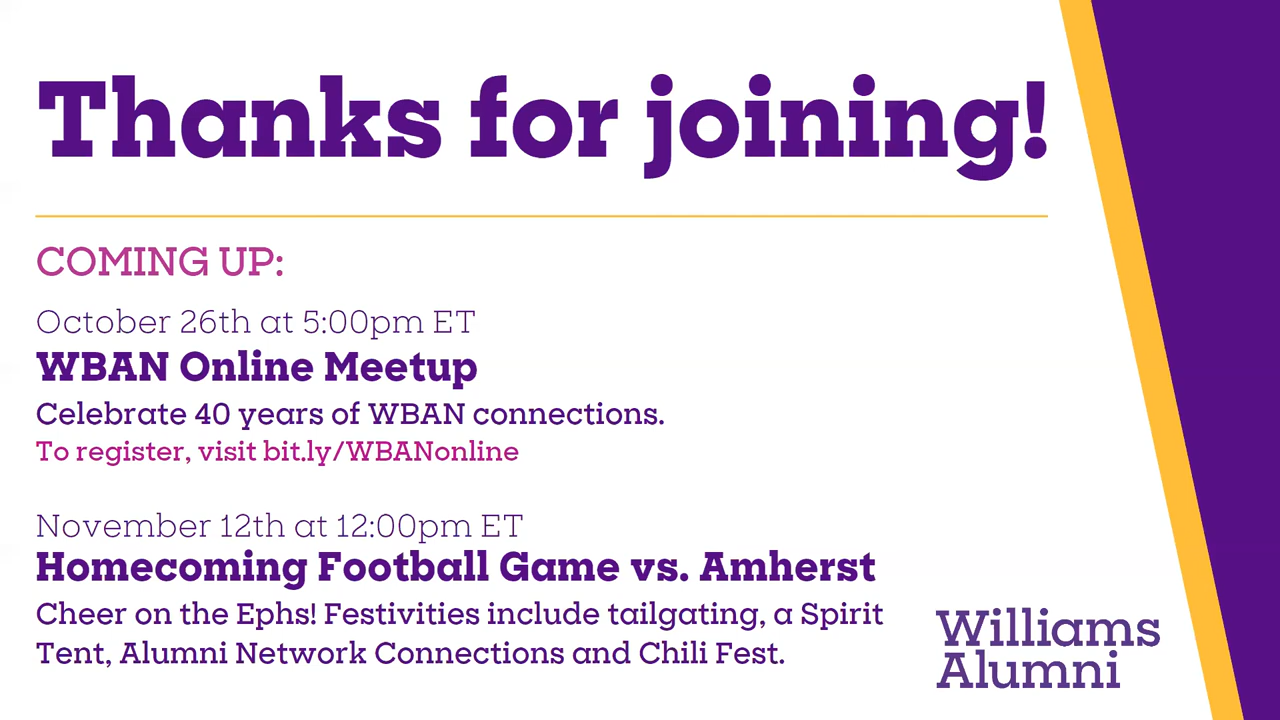 Thanks for joining!
COMING UP:
October 26th at 5:00pm ET
WBAN Online Meetup
Celebrate 40 years of WBAN connections.
To register, visit bit.ly/WBANonline
November 12th at 12:00pm ET
Homecoming Football Game vs. Amherst
Cheer on the Ephs! Festivities include tailgating, a Spirit
Tent, Alumni Network Connections and Chili Fest.
Williams
Alumni